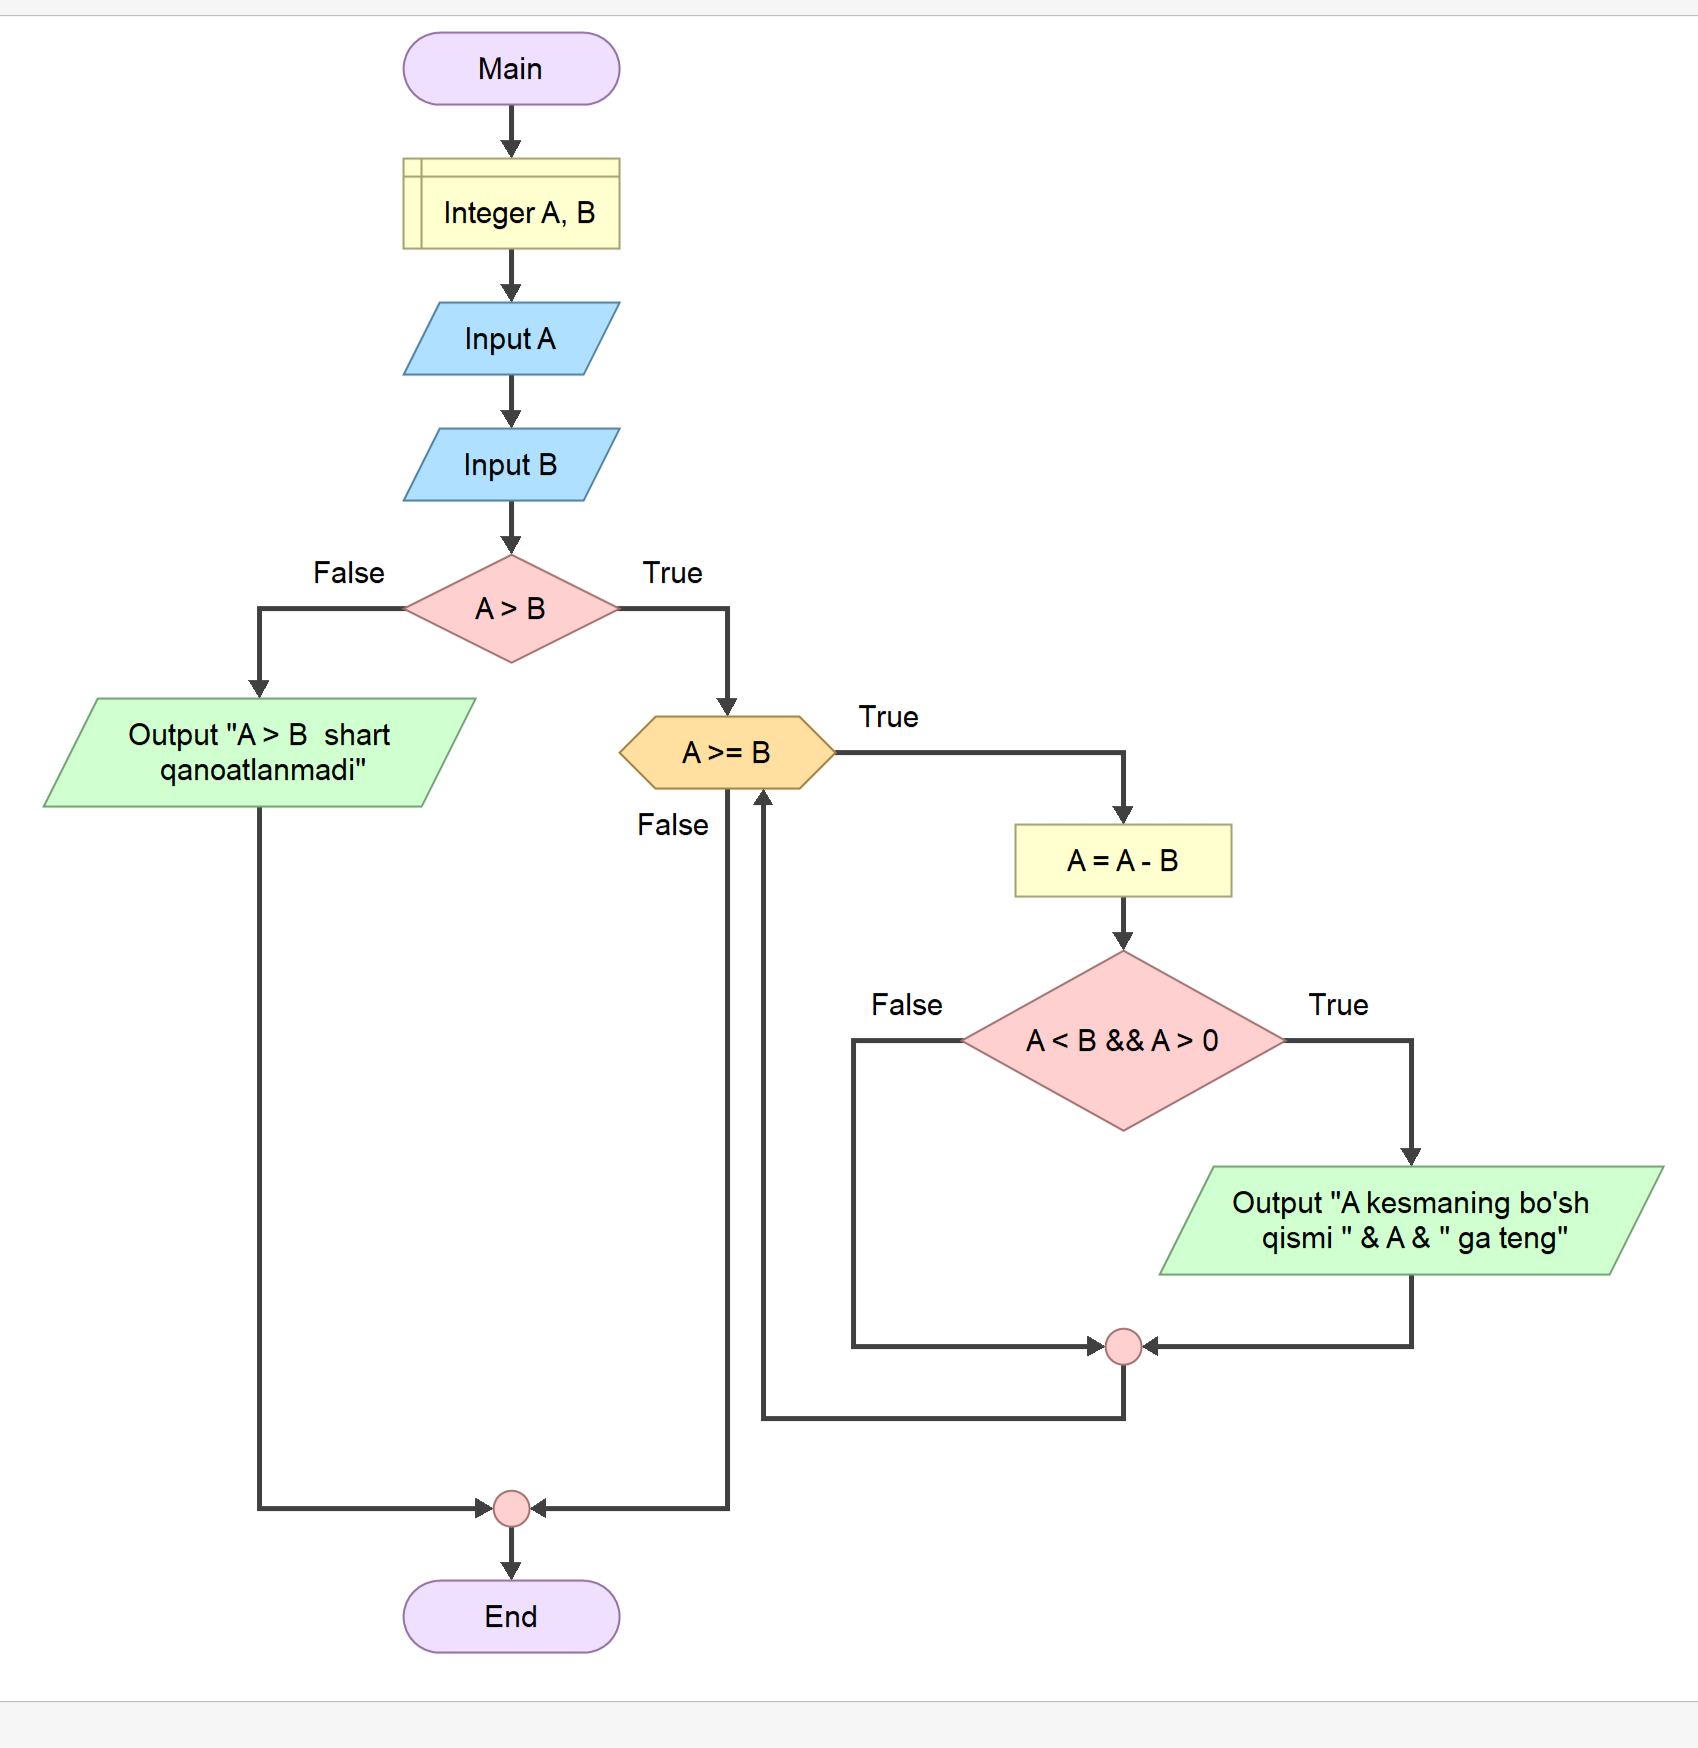 Main
Integer A, B
Input A
Input B
False
True
A > B
Output "A > B  shart
qanoatlanmadi"
A >= B
True
False
A = A - B
False
True
A < B && A > 0
Output "A kesmaning bo'sh
qismi " & A & " ga teng"
End